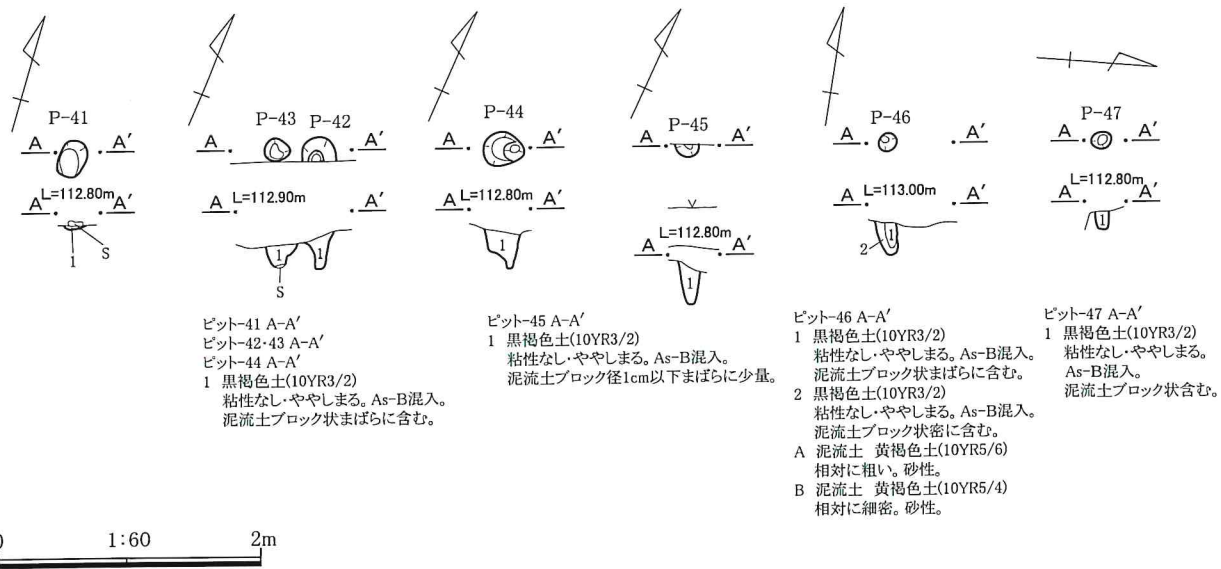 P-41
A A′
L=112.80m
A A′
1 S
P-43 P-42
A A′
L=112.90m
A A′
1 1
S
P-44
A A′
L=112.80m
A A′
1
P-45
A A′
L=112.80m
A A′
1
P-46
A A′
L=113.00m
A A′
1
2
P-47
A A′
L=112.80m
A A′
1
ピット-41 A-A′
ピット-42・43 A-A′
ピット-44 A-A′
1 黒褐色土(10YR3/2)
粘性なし・ややしまる。As-B混入。
泥流土ブロック状まばらに含む。
ピット-45 A-A′
1 黒褐色土(10YR3/2)
粘性なし・ややしまる。As-B混入。
泥流土ブロック径1cm以下まばらに少量。
ピット-46 A-A′
1 黒褐色土(10YR3/2)
粘性なし・ややしまる。As-B混入。
泥流土ブロック状まばらに含む。
2 黒褐色土(10YR3/2)
粘性なし・ややしまる。As-B混入。
泥流土ブロック状密に含む。
A 泥流土 黄褐色土(10YR5/6)
相対に粗い。砂性。
B 泥流土 黄褐色土(10YR5/4)
相対に細密。砂性。
ピット-47 A-A′
1 黒褐色土(10YR3/2)
粘性なし・ややしまる。
As-B混入。
泥流土ブロック状含む。
0 1:60 2m